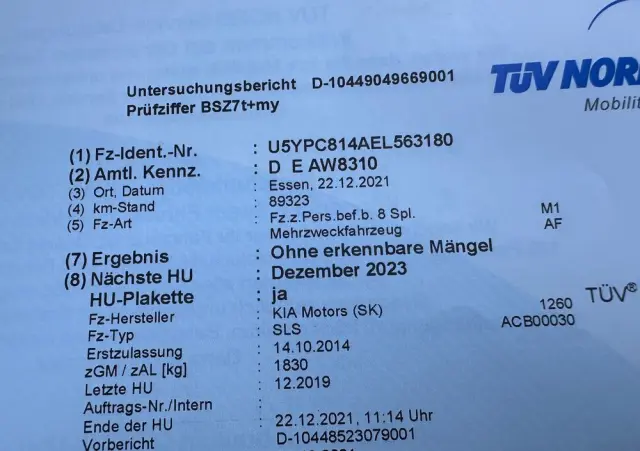 Untersuchungsbericht D-10449049669001
Prüfziffer BSZ7t+my
TÜV NOR
Mobilit
(1) Fz-Ident.-Nr. : U5YPC814AEL563180
(2) Amtl. Kennz. : D E AW8310
(3) Ort, Datum : Essen, 22.12.2021
(4) km-Stand : 89323
(5) Fz-Art : Fz.z.Pers.bef.b. 8 Spl. M1
Mehrzweckfahrzeug AF
(7) Ergebnis : Ohne erkennbare Mängel
(8) Nächste HU : Dezember 2023
HU-Plakette : ja
Fz-Hersteller : KIA Motors (SK) 1260
Fz-Typ : SLS ACB00030
TÜV®
Erstzulassung : 14.10.2014
zGM / zAL [kg] : 1830
Letzte HU : 12.2019
Auftrags-Nr./Intern :
Ende der HU : 22.12.2021, 11:14 Uhr
Vorbericht : D-10448523079001